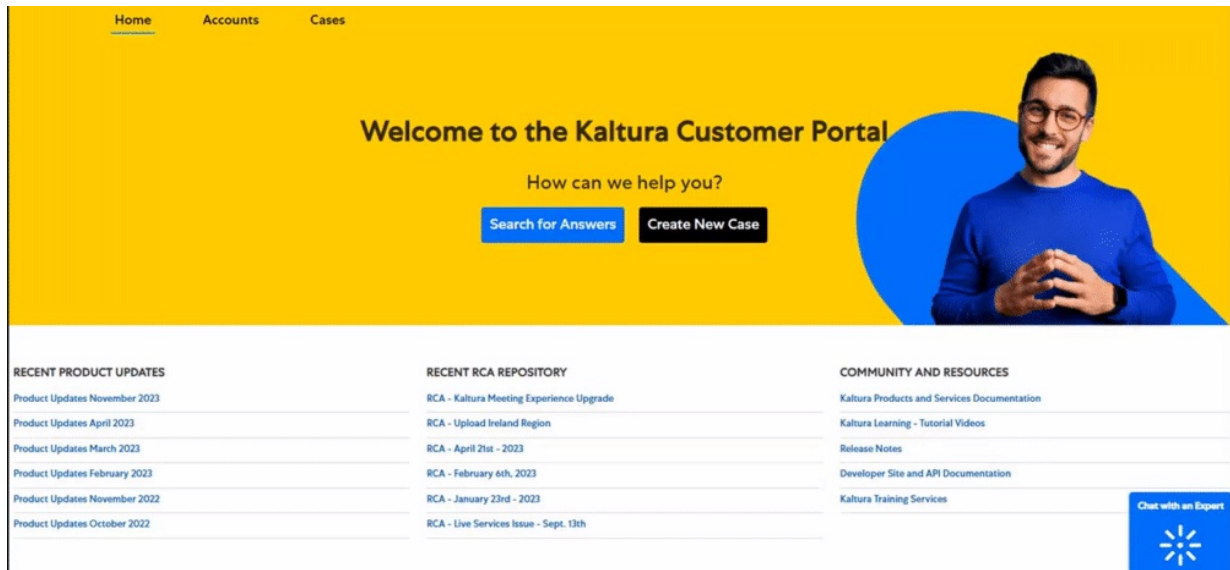 Home
Accounts
Cases
Welcome to the Kaltura Customer Portal
How can we help you?
Search for Answers
Create New Case
RECENT PRODUCT UPDATES
Product Updates November 2023
Product Updates April 2023
Product Updates March 2023
Product Updates February 2023
Product Updates November 2022
Product Updates October 2022
RECENT RCA REPOSITORY
RCA - Kaltura Meeting Experience Upgrade
RCA - Upload Ireland Region
RCA - April 21st - 2023
RCA - February 6th, 2023
RCA - January 23rd - 2023
RCA - Live Services Issue - Sept. 13th
COMMUNITY AND RESOURCES
Kaltura Products and Services Documentation
Kaltura Learning - Tutorial Videos
Release Notes
Developer Site and API Documentation
Kaltura Training Services
Chat with an Expert